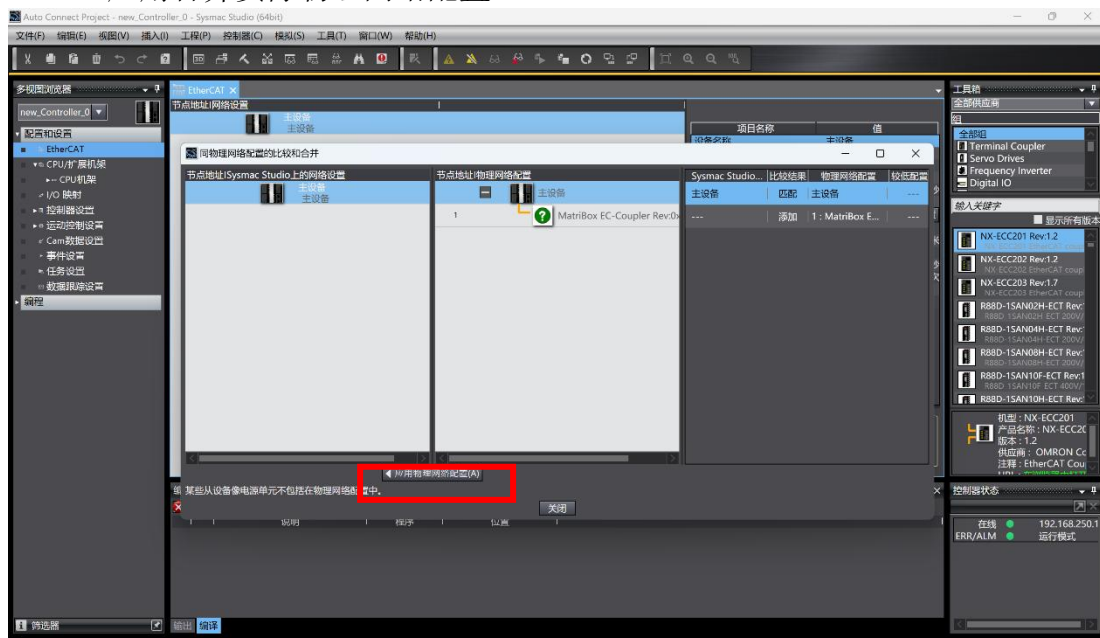 Auto Connect Project - new_Controller_0 - Sysmac Studio (64bit)
文件(F) 编辑(E) 视图(V) 插入(I) 工程(P) 控制器(C) 模拟(S) 工具(T) 窗口(W) 帮助(H)
多视图浏览器
new_Controller_0
配置和设置
EtherCAT
CPU/扩展机架
CPU机架
I/O 映射
控制器设置
运动控制设置
Cam数据设置
事件设置
任务设置
数据跟踪设置
编程
筛选器
EtherCAT
节点地址|网络设置
主设备
主设备
项目名称 值
设备名称 主设备
同物理网络配置的比较和合并
节点地址|Sysmac Studio上的网络设置
主设备
主设备
节点地址|物理网络配置
主设备
1 MatriBox EC-Coupler Rev:0x
Sysmac Studio... 比较结果 物理网络配置 较低配置
主设备 匹配 主设备 ---
--- 添加 1 : MatriBox E... ---
应用物理网络配置(A)
某些从设备像电源单元不包括在物理网络配置中。
关闭
说明 程序 位置
输出 编译
工具箱
全部供应商
组
全部组
Terminal Coupler
Servo Drives
Frequency Inverter
Digital IO
输入关键字
显示所有版本
NX-ECC201 Rev:1.2
NX-ECC202 Rev:1.2
NX-ECC202 EtherCAT coup
NX-ECC203 Rev:1.7
NX-ECC203 EtherCAT coup
R88D-1SAN02H-ECT Rev:
R88D-1SAN02H ECT 200V/
R88D-1SAN04H-ECT Rev:
R88D-1SAN04H ECT 200V/
R88D-1SAN08H-ECT Rev:
R88D-1SAN08H ECT 200V/
R88D-1SAN10F-ECT Rev:1
R88D-1SAN10F ECT 400V/
R88D-1SAN10H-ECT Rev:
机型 : NX-ECC201
产品名称 : NX-ECC20
版本 : 1.2
供应商 : OMRON Co
注释 : EtherCAT Cou
控制器状态
在线 192.168.250.1
ERR/ALM 运行模式